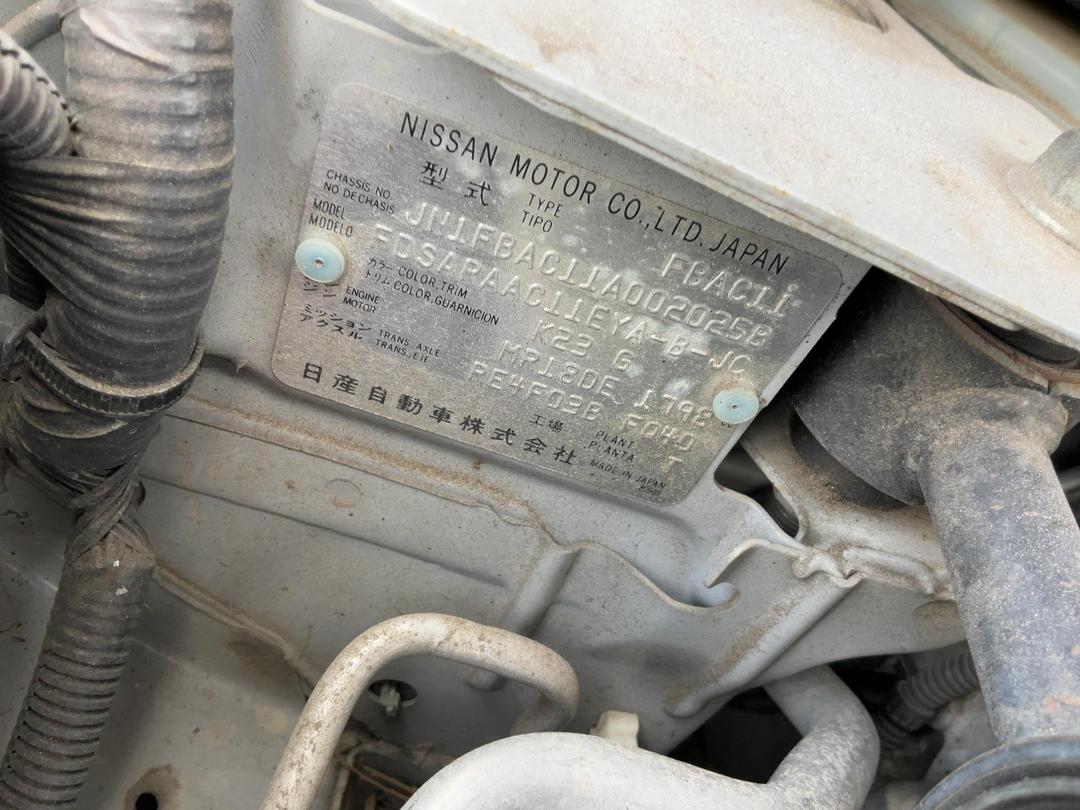 NISSAN MOTOR CO.,LTD. JAPAN
型式 TYPE TIPO FBAC11
CHASSIS NO. NO DE CHASIS JN1FBAC11A0020258
MODEL MODELO FDSARAAC11EYA-B-JC
カラー トリム COLOR,TRIM COLOR,GUARNICION K23 G
エンジン ENGINE MOTOR MR18DE 1798
ミッション アクスル TRANS. AXLE TRANS., EJE RE4F03B FQ40
工場 PLANT PLANTA T
日産自動車株式会社 MADE IN JAPAN